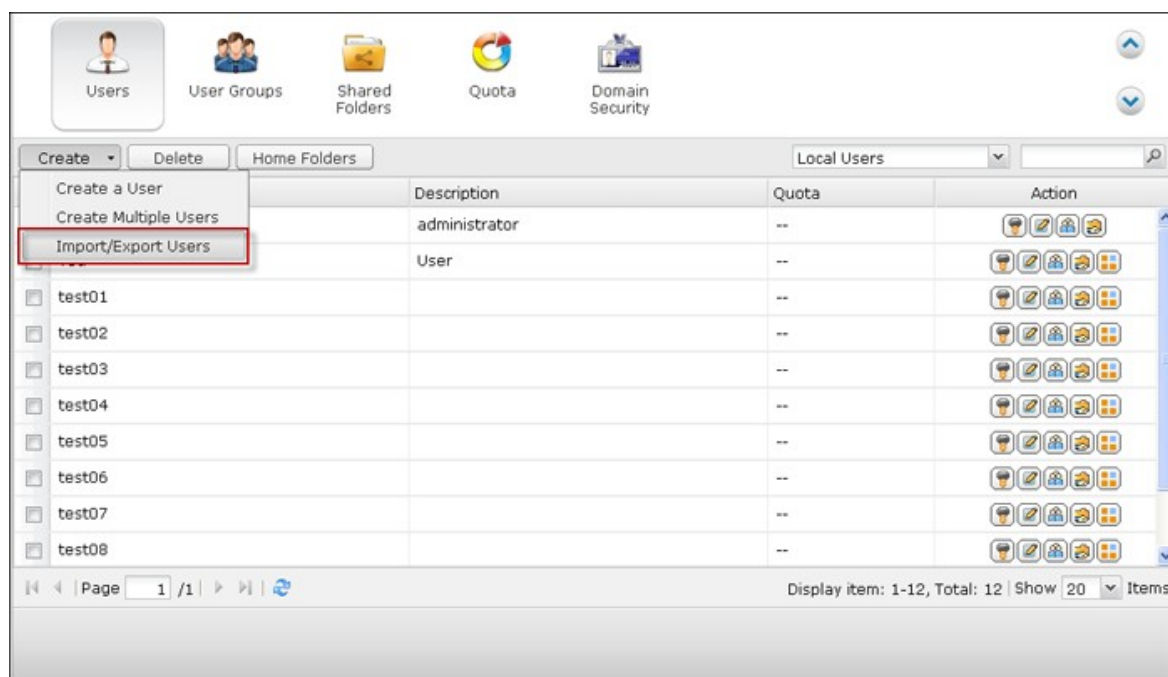 Users
User Groups
Shared
Folders
Quota
Domain
Security
Create
Delete
Home Folders
Local Users
Create a User
Create Multiple Users
Import/Export Users
Description
Quota
Action
administrator
--
User
--
test01
--
test02
--
test03
--
test04
--
test05
--
test06
--
test07
--
test08
--
Page 1 /1
Display item: 1-12, Total: 12 | Show 20 Items